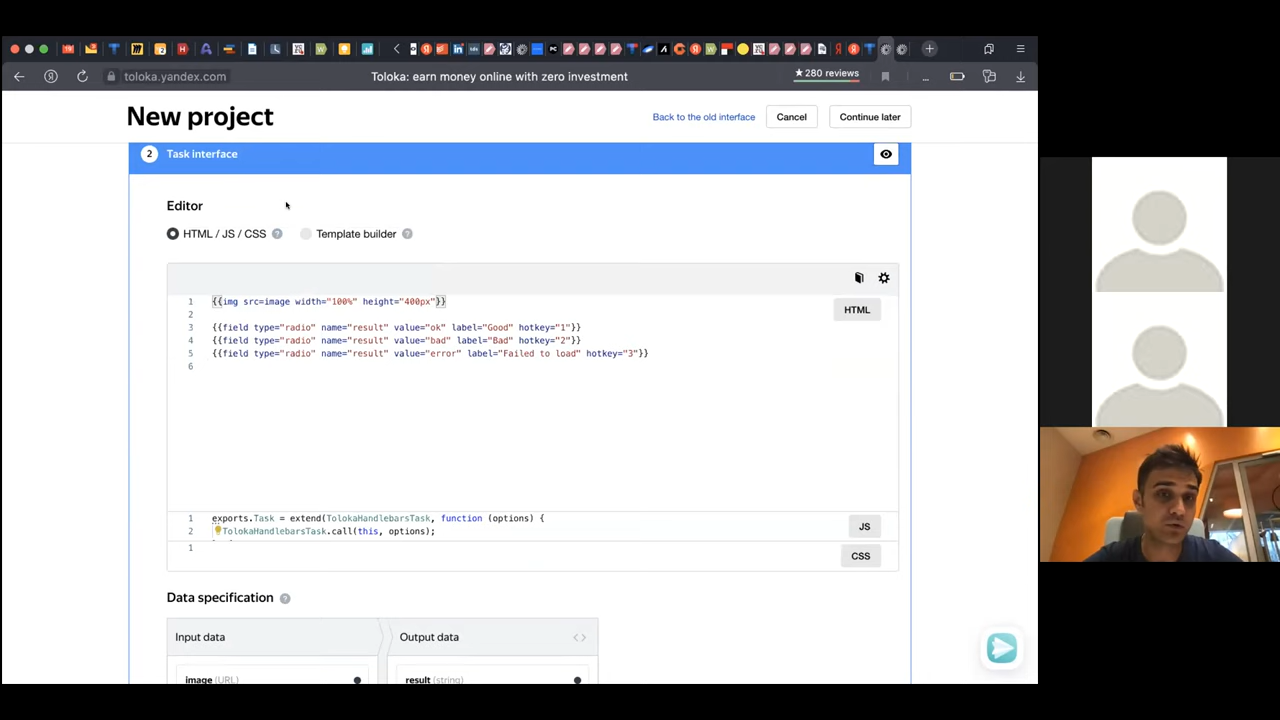 toloka.yandex.com
Toloka: earn money online with zero investment
★280 reviews
...
New project
Back to the old interface
Cancel
Continue later
2
Task interface
Editor
HTML / JS / CSS ?
Template builder ?
1 {{img src=image width="100%" height="400px"}}
HTML
2
3 {{field type="radio" name="result" value="ok" label="Good" hotkey="1"}}
4 {{field type="radio" name="result" value="bad" label="Bad" hotkey="2"}}
5 {{field type="radio" name="result" value="error" label="Failed to load" hotkey="3"}}
6
1 exports.Task = extend(TolokaHandlebarsTask, function (options) {
JS
2 TolokaHandlebarsTask.call(this, options);
1
CSS
Data specification ?
Input data
Output data <>
image (URL)
result (string)